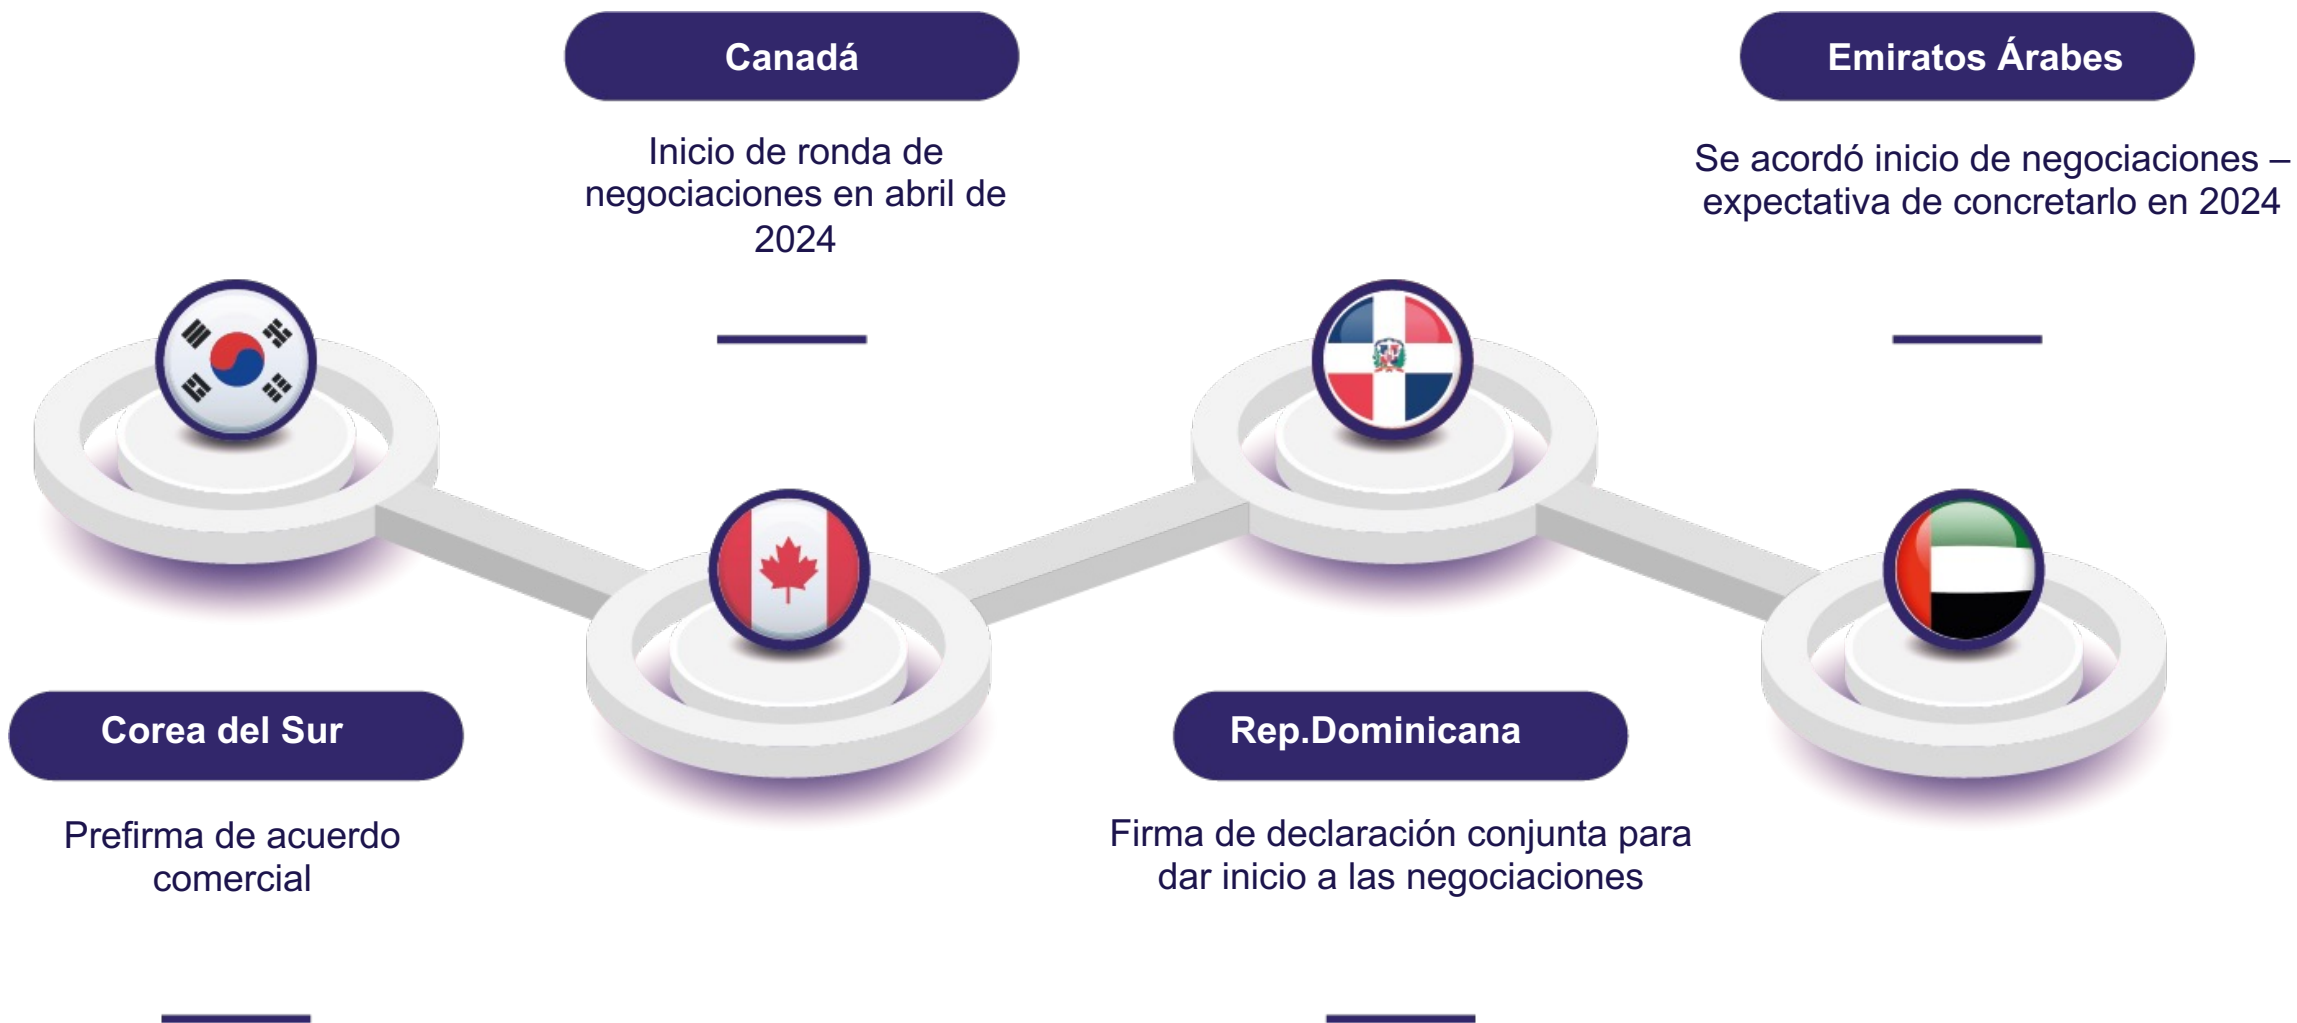 Canadá
Inicio de ronda de
negociaciones en abril de
2024
Emiratos Árabes
Se acordó inicio de negociaciones –
expectativa de concretarlo en 2024
Corea del Sur
Prefirma de acuerdo
comercial
Rep.Dominicana
Firma de declaración conjunta para
dar inicio a las negociaciones